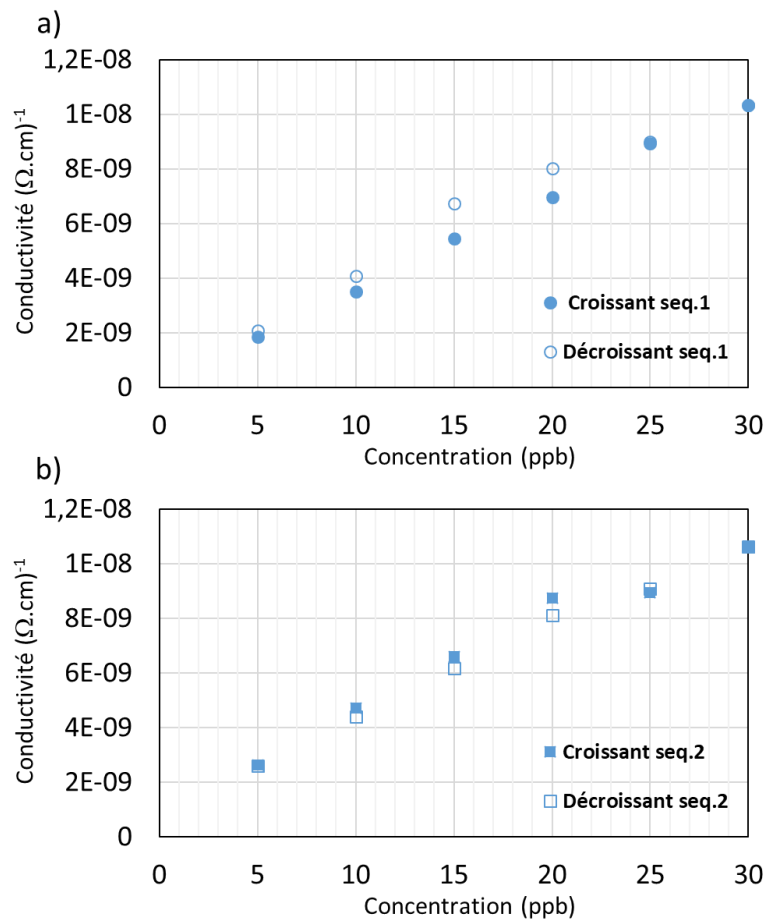 a)
1,2E-08
1E-08
8E-09
6E-09
4E-09
2E-09
0
Conductivité (Ω.cm)⁻¹
Croissant seq.1
Décroissant seq.1
0 5 10 15 20 25 30
Concentration (ppb)
b)
1,2E-08
1E-08
8E-09
6E-09
4E-09
2E-09
0
Conductivité (Ω.cm)⁻¹
Croissant seq.2
Décroissant seq.2
0 5 10 15 20 25 30
Concentration (ppb)